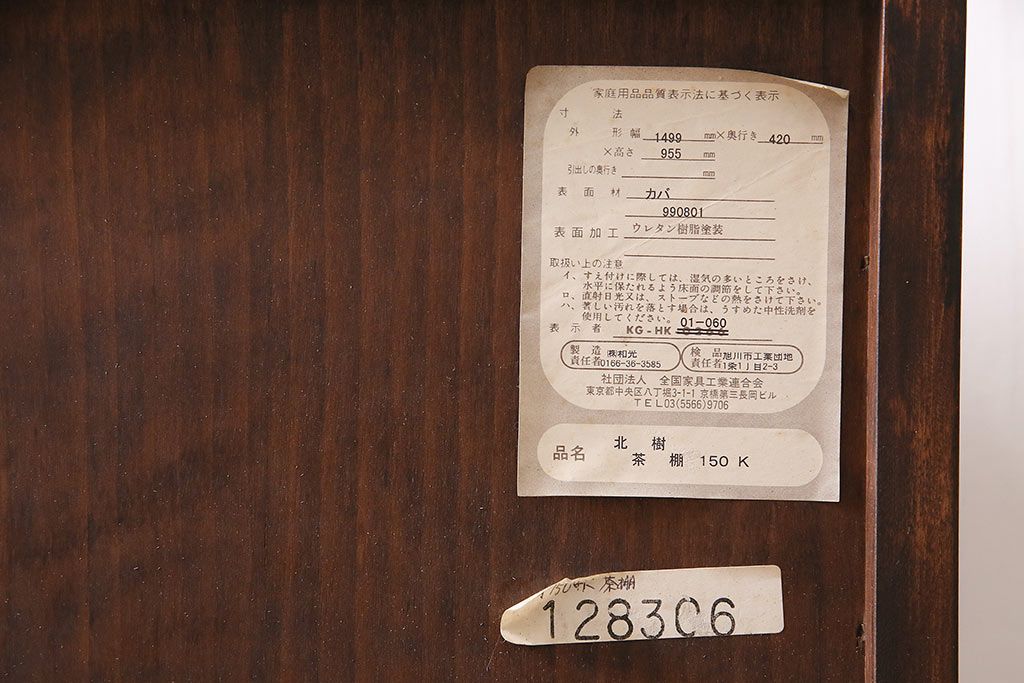 家庭用品品質表示法に基づく表示
寸 法
外 形 幅 1499 mm×奥行き 420 mm
×高さ 955 mm
引出しの奥行き mm
表 面 材 カバ
990801
表面加工 ウレタン樹脂塗装
取扱い上の注意
イ、すえ付けに際しては、湿気の多いところをさけ、
水平に保たれるよう床面の調節をして下さい。
ロ、直射日光又は、ストーブなどの熱をさけて下さい。
ハ、著しい汚れを落とす場合は、うすめた中性洗剤を
使用してください。
表 示 者 KG-HK 01-060
製 造 ㈱和光
責任者 0166-36-3585
検 品 旭川市工業団地
責任者 1条1丁目2-3
社団法人 全国家具工業連合会
東京都中央区八丁堀3-1-1 京橋第三長岡ビル
TEL03(5566)9706
品名 北 樹
茶 棚 150 K
茶棚
128306